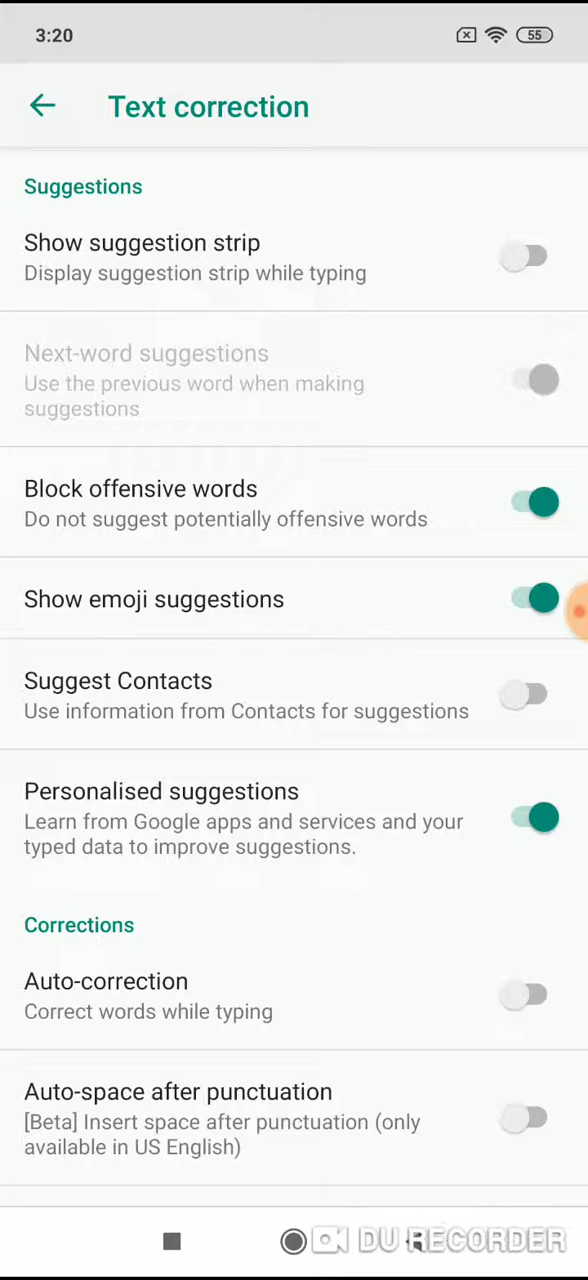 3:20
55
Text correction
Suggestions
Show suggestion strip
Display suggestion strip while typing
Next-word suggestions
Use the previous word when making
suggestions
Block offensive words
Do not suggest potentially offensive words
Show emoji suggestions
Suggest Contacts
Use information from Contacts for suggestions
Personalised suggestions
Learn from Google apps and services and your
typed data to improve suggestions.
Corrections
Auto-correction
Correct words while typing
Auto-space after punctuation
[Beta] Insert space after punctuation (only
available in US English)
DU RECORDER